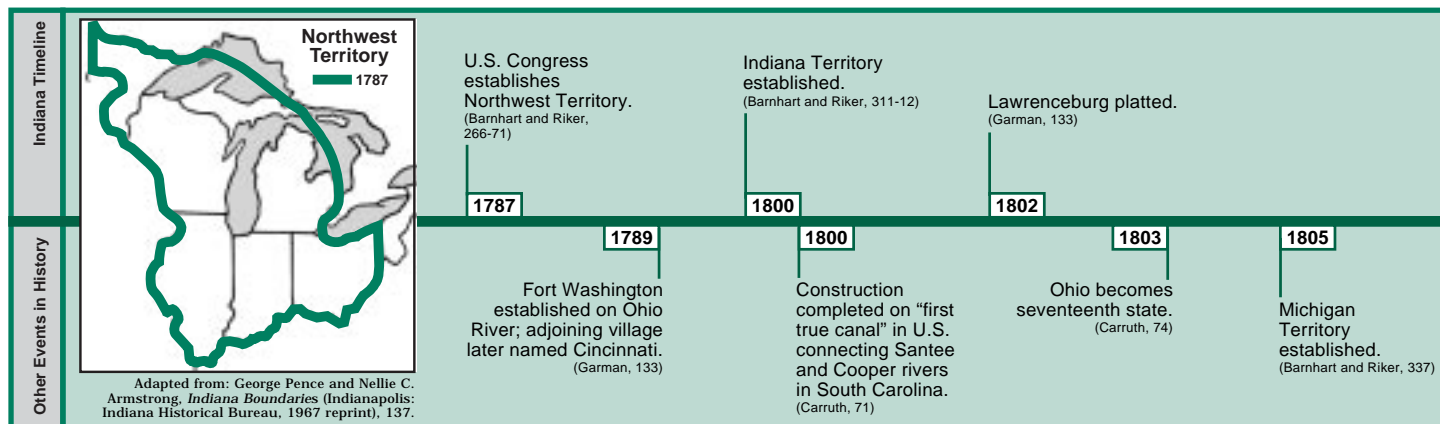 Indiana Timeline
Northwest
Territory
1787
U.S. Congress
establishes
Northwest Territory.
(Barnhart and Riker,
266-71)
1787
Indiana Territory
established.
(Barnhart and Riker, 311-12)
1800
Lawrenceburg platted.
(Garman, 133)
1802
Other Events in History
Adapted from: George Pence and Nellie C.
Armstrong, Indiana Boundaries (Indianapolis:
Indiana Historical Bureau, 1967 reprint), 137.
1789
Fort Washington
established on Ohio
River; adjoining village
later named Cincinnati.
(Garman, 133)
1800
Construction
completed on “first
true canal” in U.S.
connecting Santee
and Cooper rivers
in South Carolina.
(Carruth, 71)
1803
Ohio becomes
seventeenth state.
(Carruth, 74)
1805
Michigan
Territory
established.
(Barnhart and Riker, 337)